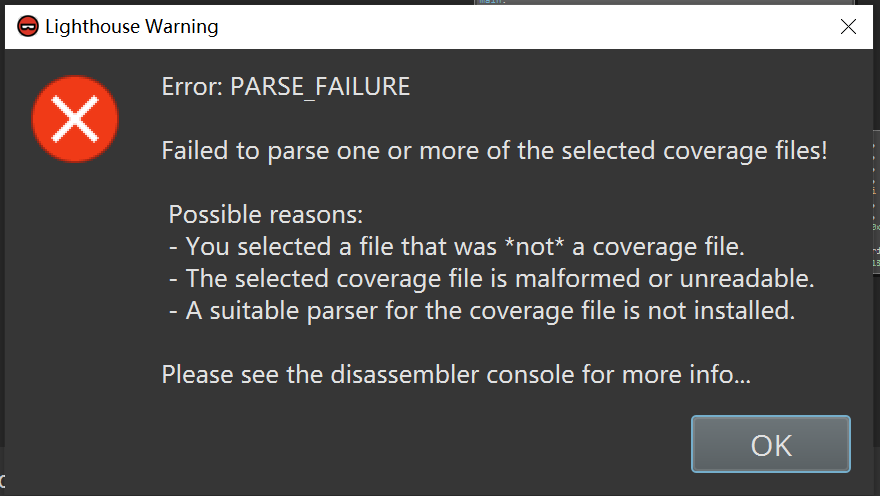 main:
Lighthouse Warning
Error: PARSE_FAILURE
Failed to parse one or more of the selected coverage files!
Possible reasons:
- You selected a file that was *not* a coverage file.
- The selected coverage file is malformed or unreadable.
- A suitable parser for the coverage file is not installed.
Please see the disassembler console for more info...
OK